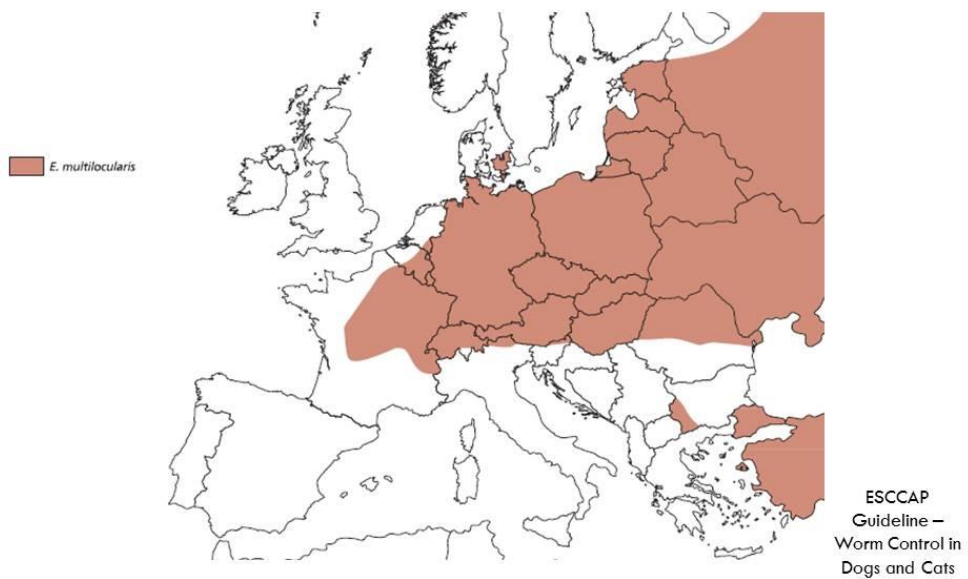 E. multilocularis
ESCCAP
Guideline –
Worm Control in
Dogs and Cats